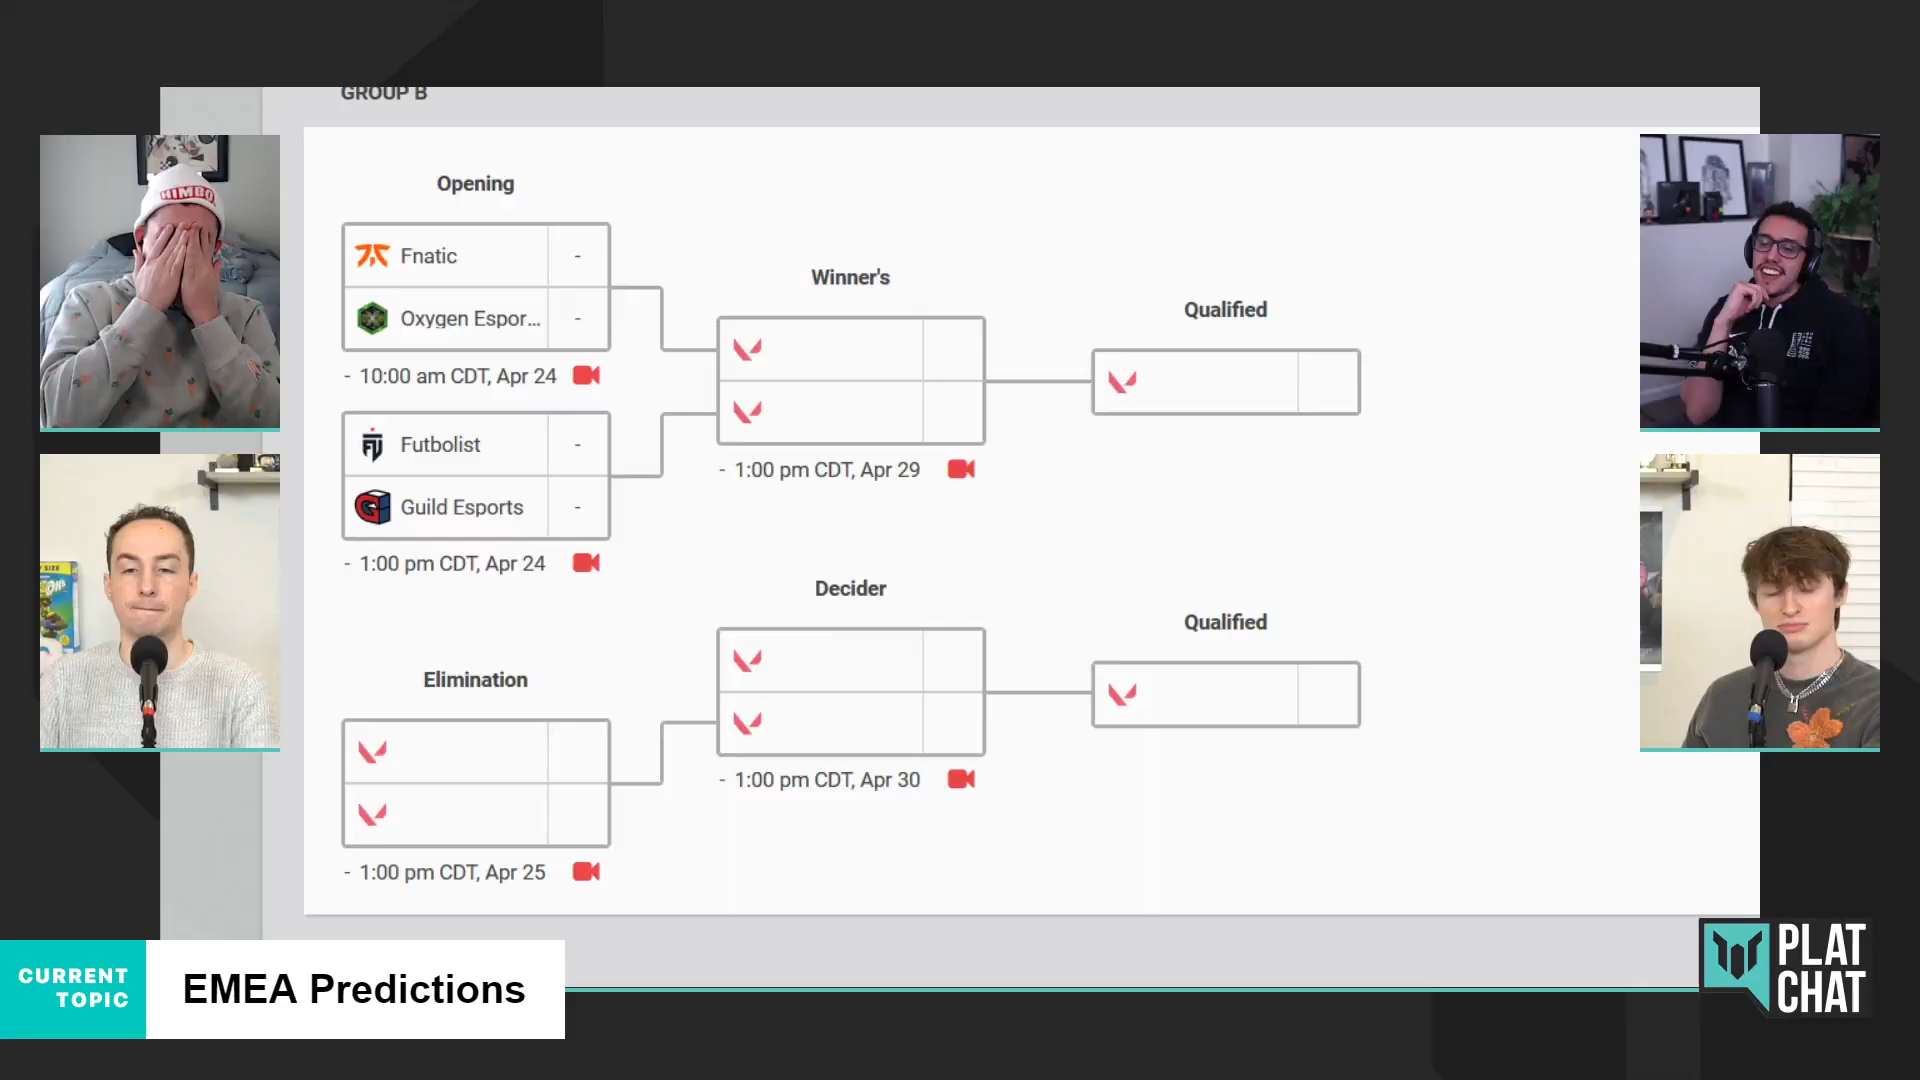 GROUP B
Opening
Fnatic -
Oxygen Espor... -
- 10:00 am CDT, Apr 24
Futbolist -
Guild Esports -
- 1:00 pm CDT, Apr 24
Winner's
- 1:00 pm CDT, Apr 29
Qualified
Elimination
- 1:00 pm CDT, Apr 25
Decider
- 1:00 pm CDT, Apr 30
Qualified
HIMBO
CURRENT
TOPIC
EMEA Predictions
PLAT
CHAT